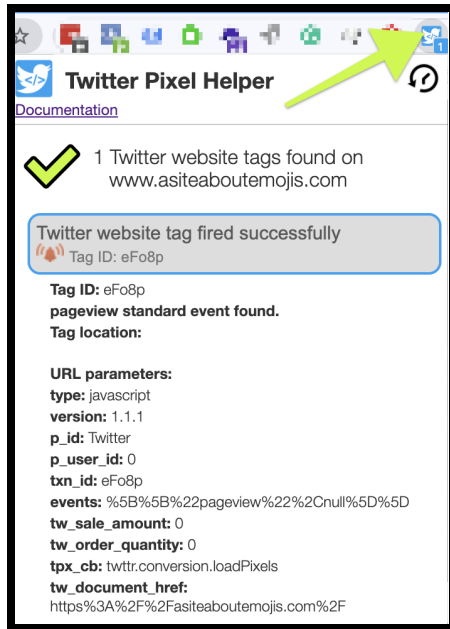 1
Twitter Pixel Helper
Documentation
1 Twitter website tags found on
www.asiteaboutemojis.com
Twitter website tag fired successfully
Tag ID: eFo8p
Tag ID: eFo8p
pageview standard event found.
Tag location:
URL parameters:
type: javascript
version: 1.1.1
p_id: Twitter
p_user_id: 0
txn_id: eFo8p
events: %5B%5B%22pageview%22%2Cnull%5D%5D
tw_sale_amount: 0
tw_order_quantity: 0
tpx_cb: twttr.conversion.loadPixels
tw_document_href:
https%3A%2F%2Fasiteaboutemojis.com%2F